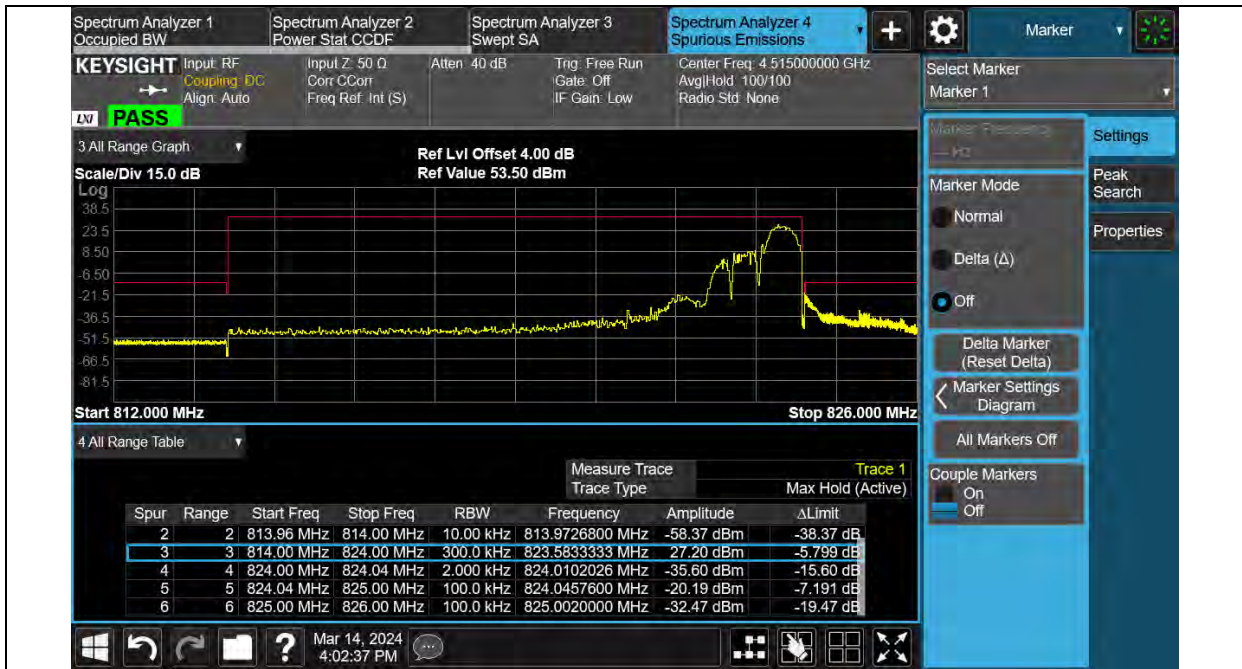 Spectrum Analyzer 1
Occupied BW
Spectrum Analyzer 2
Power Stat CCDF
Spectrum Analyzer 3
Swept SA
Spectrum Analyzer 4
Spurious Emissions
Marker
KEYSIGHT
Input: RF
Coupling: DC
Align: Auto
Input Z: 50 Ω
Corr CCorr
Freq Ref: Int (S)
Atten: 40 dB
Trig: Free Run
Gate: Off
IF Gain: Low
Center Freq: 4.515000000 GHz
Avg|Hold: 100/100
Radio Std: None
LXI PASS
Select Marker
Marker 1
3 All Range Graph
Ref Lvl Offset 4.00 dB
Scale/Div 15.0 dB
Ref Value 53.50 dBm
Log
38.5
23.5
8.50
-6.50
-21.5
-36.5
-51.5
-66.5
-81.5
Start 812.000 MHz
Stop 826.000 MHz
Marker Frequency
--- Hz
Settings
Marker Mode
Normal
Delta (Δ)
Off
Peak
Search
Properties
Delta Marker
(Reset Delta)
Marker Settings
Diagram
All Markers Off
Couple Markers
On
Off
4 All Range Table
Measure Trace Trace 1
Trace Type Max Hold (Active)
Spur Range Start Freq Stop Freq RBW Frequency Amplitude ΔLimit
2 2 813.96 MHz 814.00 MHz 10.00 kHz 813.9726800 MHz -58.37 dBm -38.37 dB
3 3 814.00 MHz 824.00 MHz 300.0 kHz 823.5833333 MHz 27.20 dBm -5.799 dB
4 4 824.00 MHz 824.04 MHz 2.000 kHz 824.0102026 MHz -35.60 dBm -15.60 dB
5 5 824.04 MHz 825.00 MHz 100.0 kHz 824.0457600 MHz -20.19 dBm -7.191 dB
6 6 825.00 MHz 826.00 MHz 100.0 kHz 825.0020000 MHz -32.47 dBm -19.47 dB
?
Mar 14, 2024
4:02:37 PM